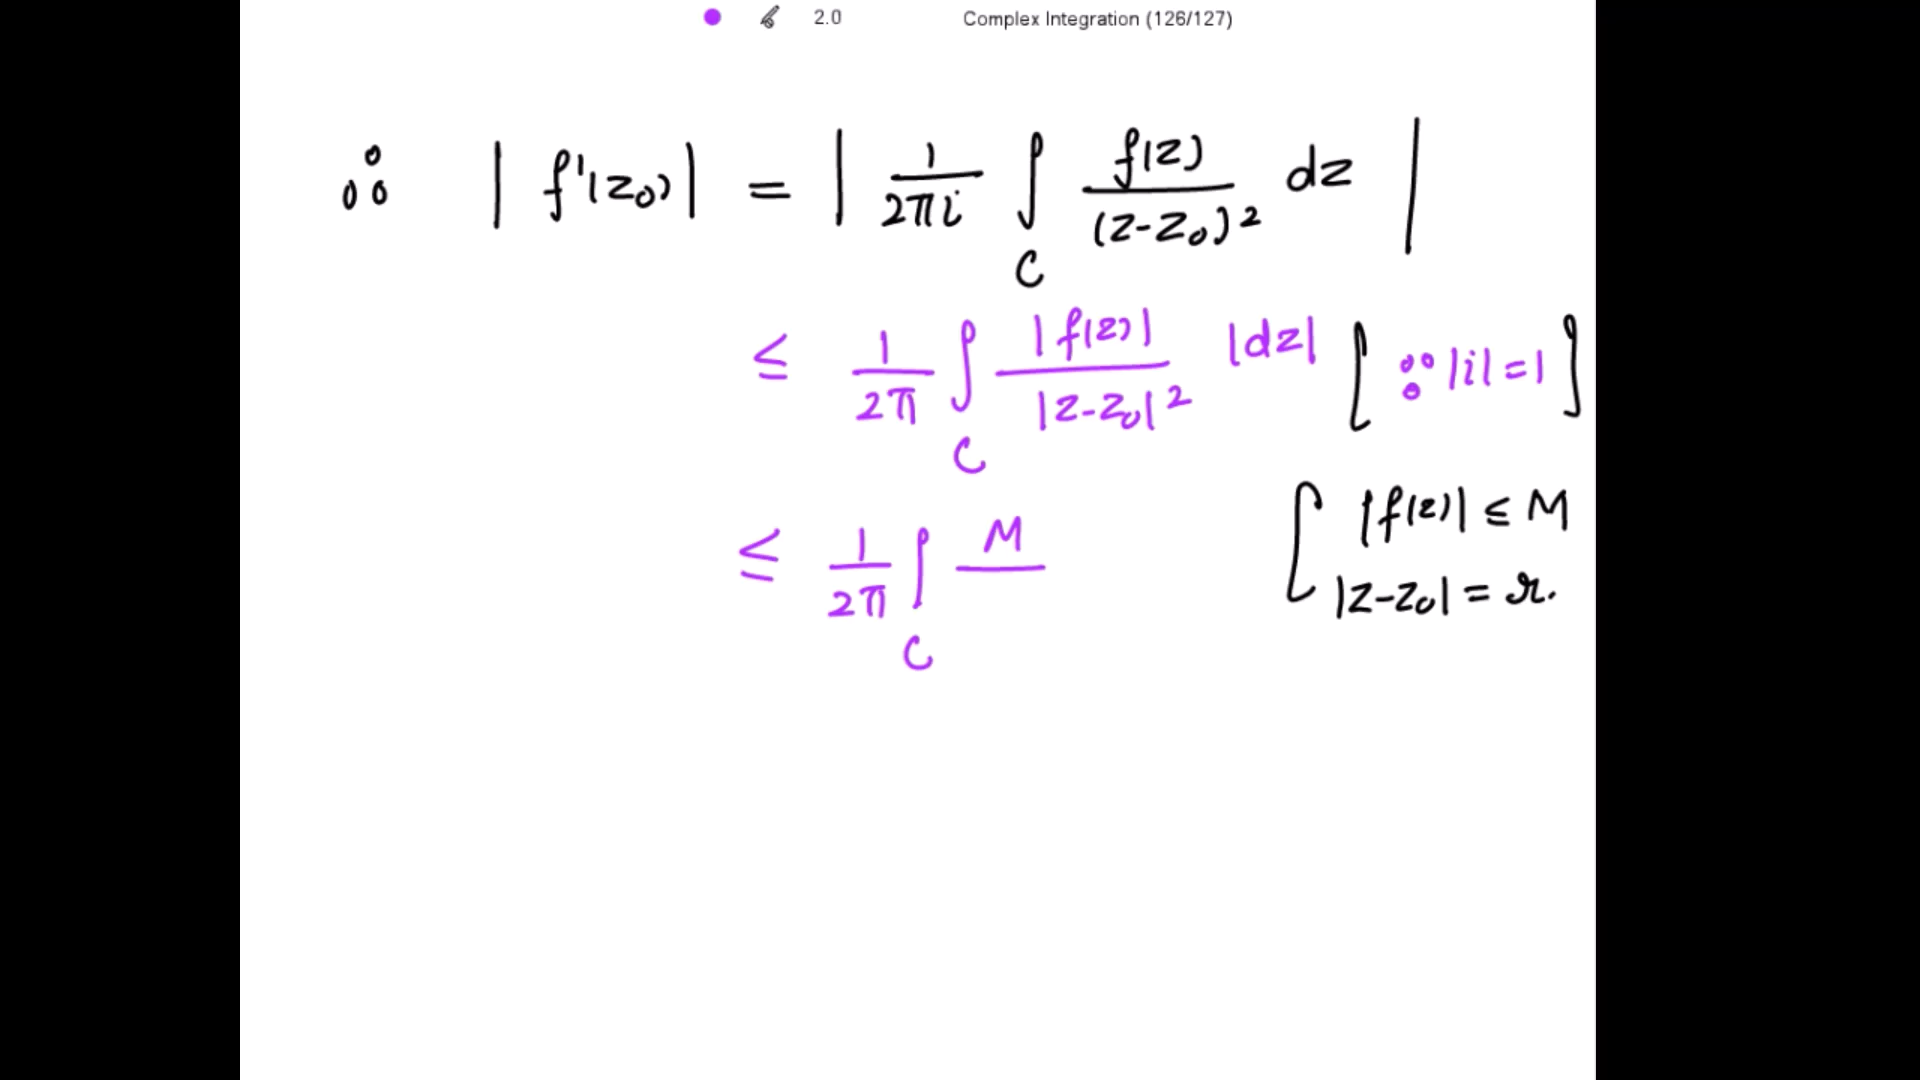 2.0 Complex Integration (126/127)
∴ |f'(z₀)| = | 1/2πi ∫_C f(z)/(z-z₀)² dz |
≤ 1/2π ∫_C |f(z)|/|z-z₀|² |dz| [∵ |i| = 1]
≤ 1/2π ∫_C M/ [ |f(z)| ≤ M
|z-z₀| = r.